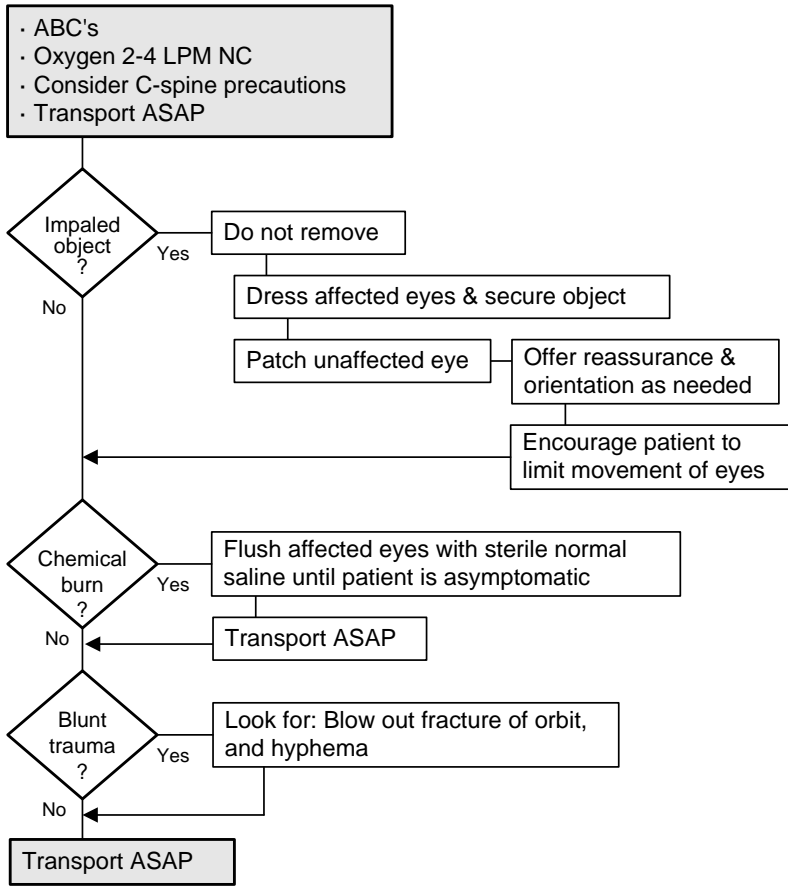 · ABC's
· Oxygen 2-4 LPM NC
· Consider C-spine precautions
· Transport ASAP
Impaled
object
?
Yes
No
Do not remove
Dress affected eyes & secure object
Patch unaffected eye
Offer reassurance &
orientation as needed
Encourage patient to
limit movement of eyes
Chemical
burn
?
Yes
No
Flush affected eyes with sterile normal
saline until patient is asymptomatic
Transport ASAP
Blunt
trauma
?
Yes
No
Look for: Blow out fracture of orbit,
and hyphema
Transport ASAP